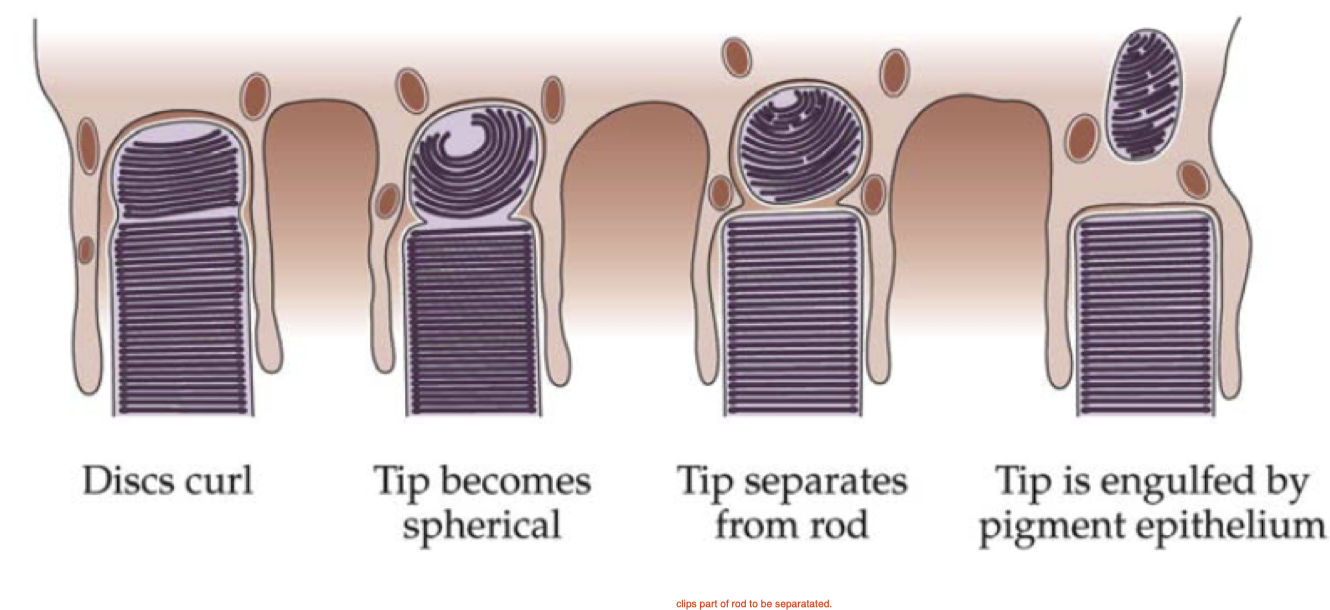 Discs curl
Tip becomes
spherical
Tip separates
from rod
Tip is engulfed by
pigment epithelium
clips part of rod to be separatated.